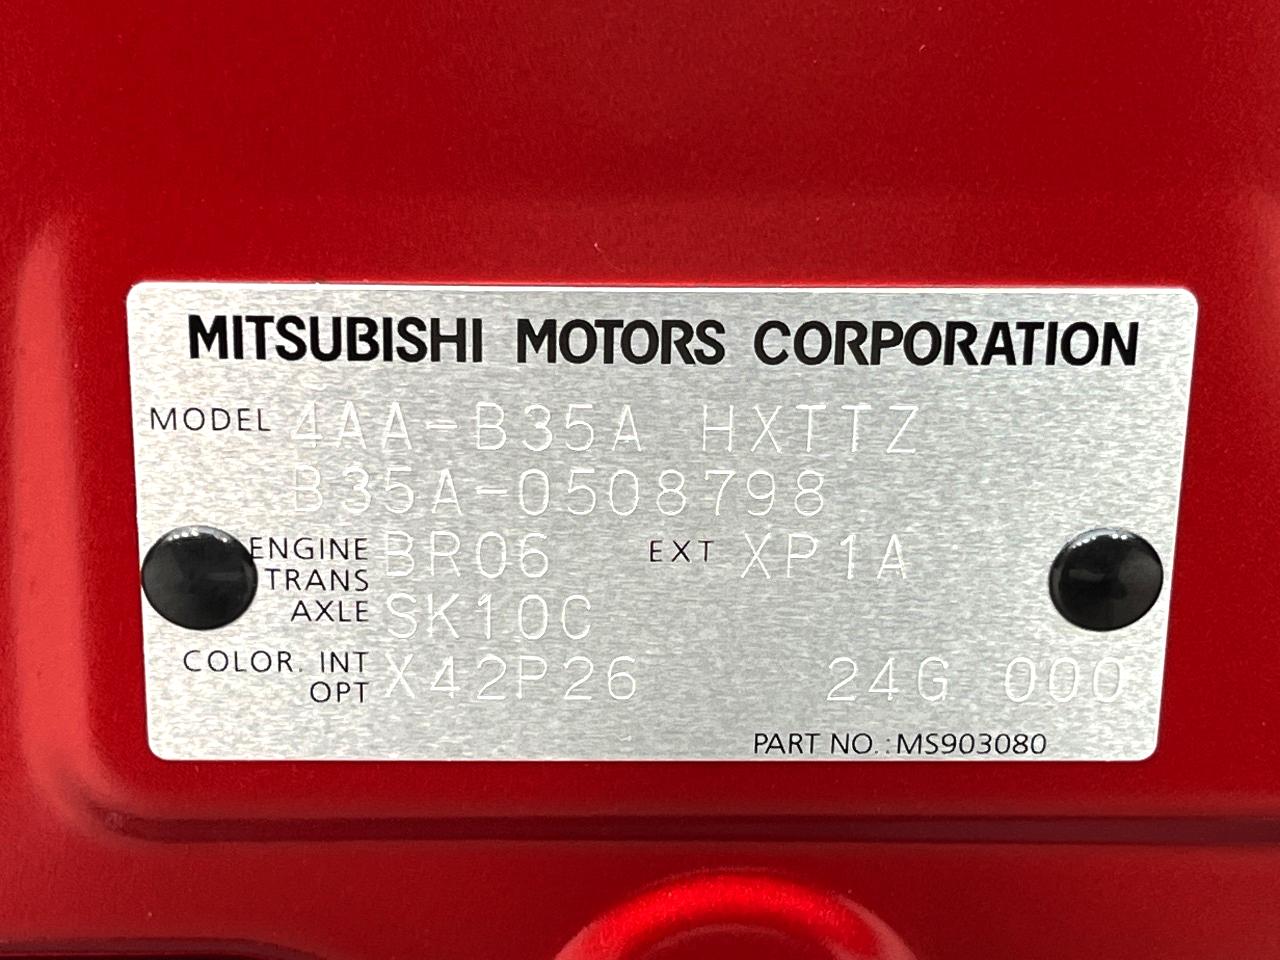 MITSUBISHI MOTORS CORPORATION
MODEL 4AA-B35A HXTTZ
B35A-0508798
ENGINE BR06 EXT XP1A
TRANS
AXLE SK10C
COLOR. INT X42P26 24G 000
OPT
PART NO.:MS903080